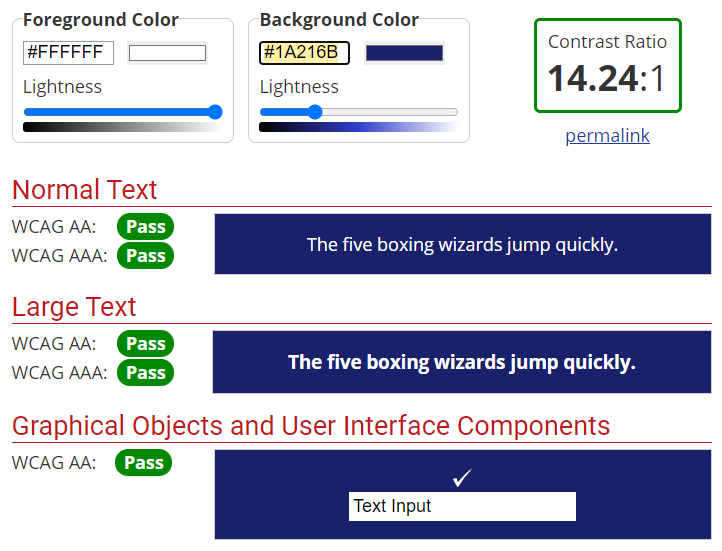 Foreground Color
#FFFFFF
Lightness
Background Color
#1A216B
Lightness
Contrast Ratio
14.24:1
permalink
Normal Text
WCAG AA: Pass
WCAG AAA: Pass
The five boxing wizards jump quickly.
Large Text
WCAG AA: Pass
WCAG AAA: Pass
The five boxing wizards jump quickly.
Graphical Objects and User Interface Components
WCAG AA: Pass
✓
Text Input